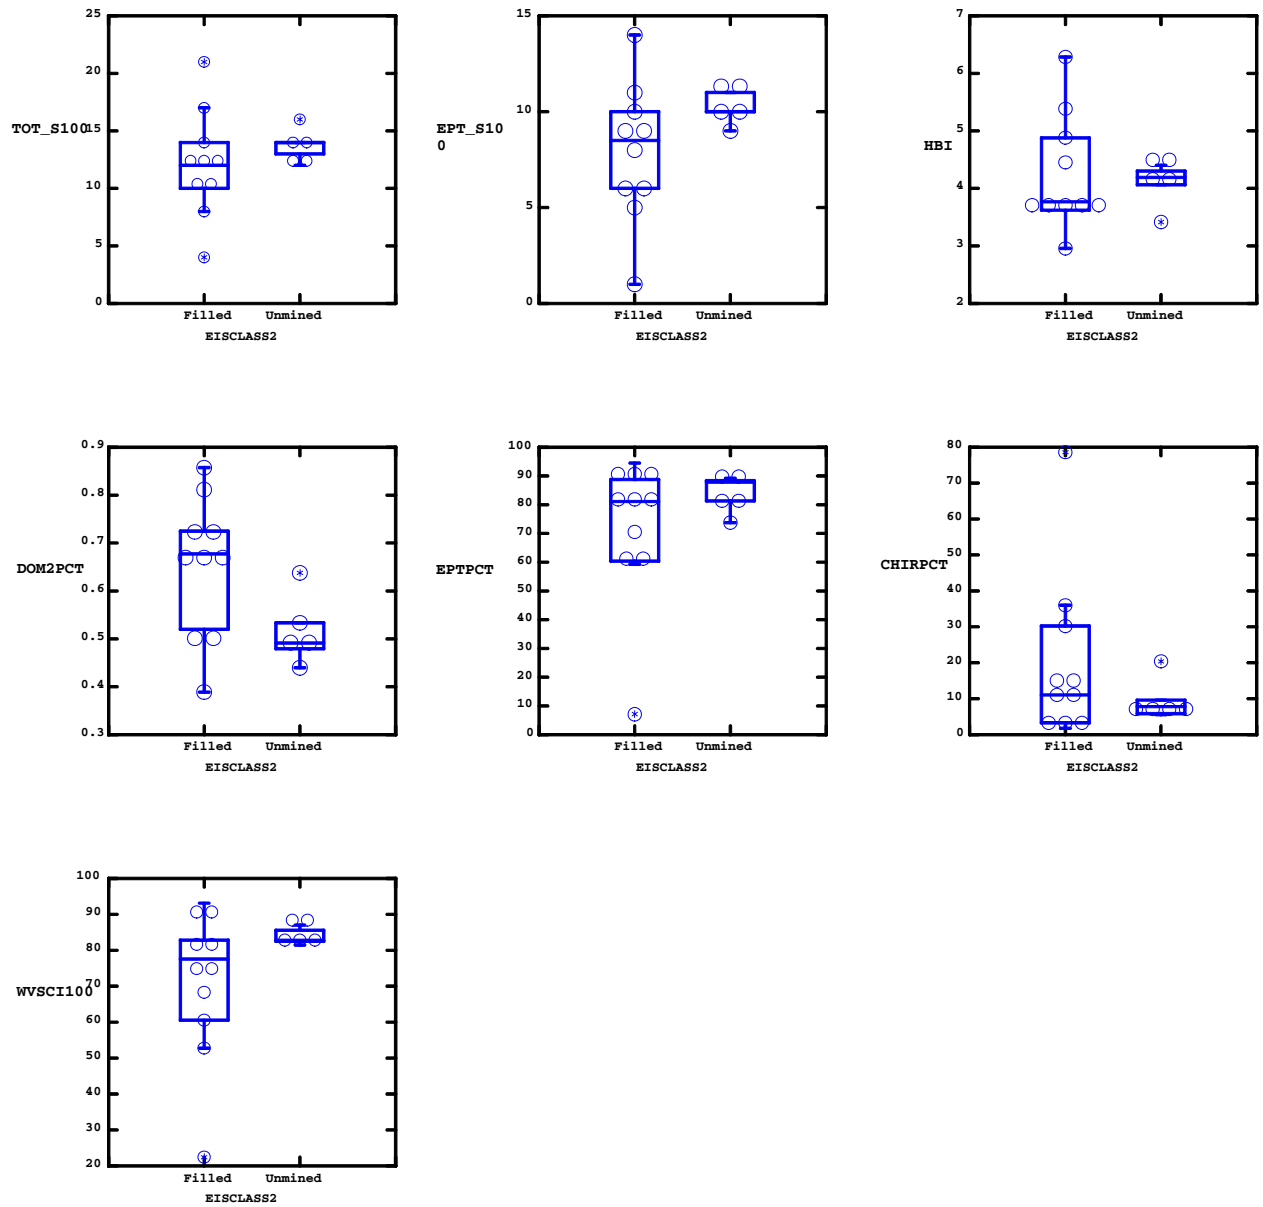 25
20
TOT_S100
15
10
5
0
Filled Unmined
EISCLASS2
15
10
EPT_S10
0
5
0
Filled Unmined
EISCLASS2
7
6
5
HBI
4
3
2
Filled Unmined
EISCLASS2
0.9
0.8
0.7
DOM2PCT
0.6
0.5
0.4
0.3
Filled Unmined
EISCLASS2
100
90
80
70
60
EPTPCT
50
40
30
20
10
0
Filled Unmined
EISCLASS2
80
70
60
50
CHIRPCT
40
30
20
10
0
Filled Unmined
EISCLASS2
100
90
80
70
WVSCI100
60
50
40
30
20
Filled Unmined
EISCLASS2